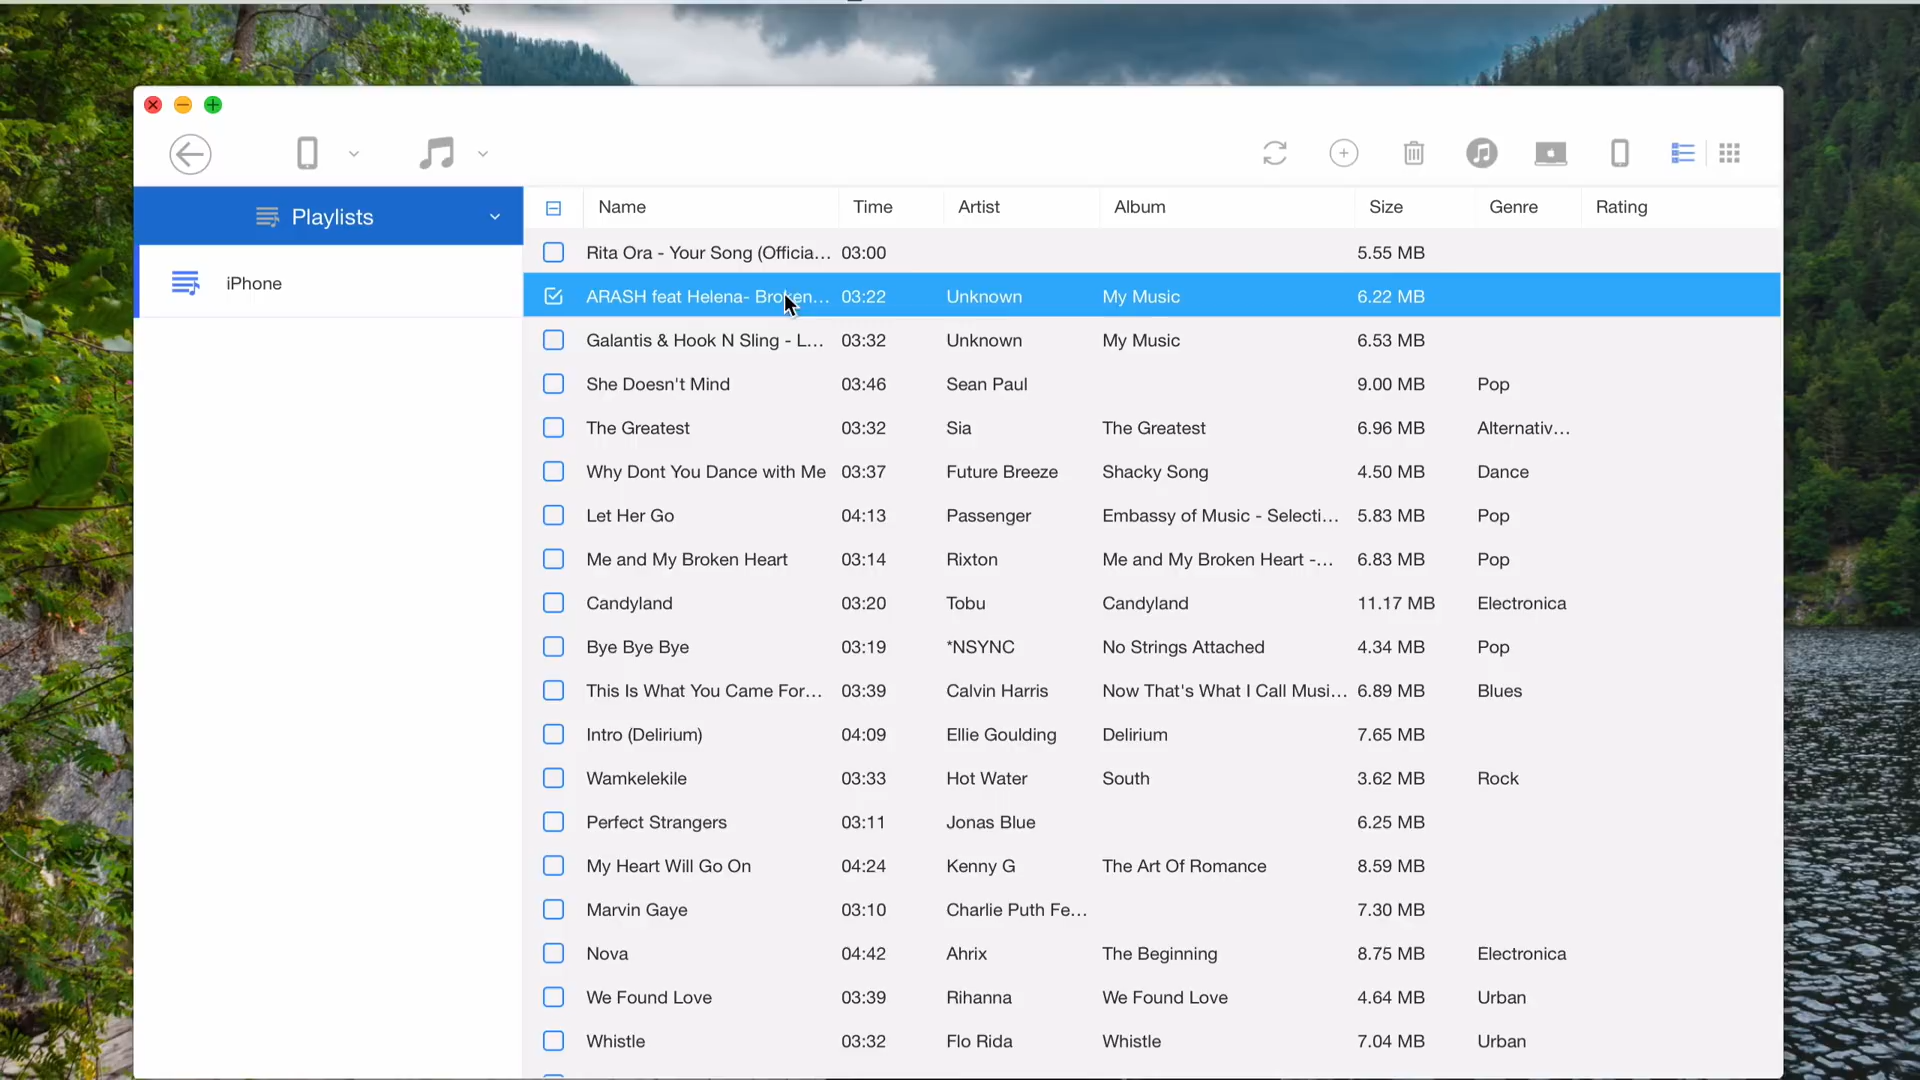 Playlists
iPhone
Name Time Artist Album Size Genre Rating
Rita Ora - Your Song (Officia... 03:00 5.55 MB
ARASH feat Helena- Broken... 03:22 Unknown My Music 6.22 MB
Galantis & Hook N Sling - L... 03:32 Unknown My Music 6.53 MB
She Doesn't Mind 03:46 Sean Paul 9.00 MB Pop
The Greatest 03:32 Sia The Greatest 6.96 MB Alternativ...
Why Dont You Dance with Me 03:37 Future Breeze Shacky Song 4.50 MB Dance
Let Her Go 04:13 Passenger Embassy of Music - Selecti... 5.83 MB Pop
Me and My Broken Heart 03:14 Rixton Me and My Broken Heart -... 6.83 MB Pop
Candyland 03:20 Tobu Candyland 11.17 MB Electronica
Bye Bye Bye 03:19 *NSYNC No Strings Attached 4.34 MB Pop
This Is What You Came For... 03:39 Calvin Harris Now That's What I Call Musi... 6.89 MB Blues
Intro (Delirium) 04:09 Ellie Goulding Delirium 7.65 MB
Wamkelekile 03:33 Hot Water South 3.62 MB Rock
Perfect Strangers 03:11 Jonas Blue 6.25 MB
My Heart Will Go On 04:24 Kenny G The Art Of Romance 8.59 MB
Marvin Gaye 03:10 Charlie Puth Fe... 7.30 MB
Nova 04:42 Ahrix The Beginning 8.75 MB Electronica
We Found Love 03:39 Rihanna We Found Love 4.64 MB Urban
Whistle 03:32 Flo Rida Whistle 7.04 MB Urban